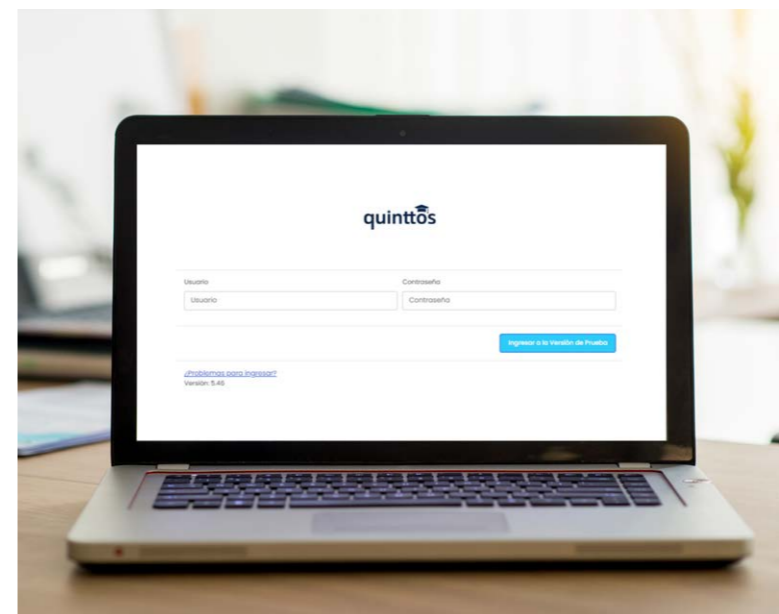 quinttos
Usuario Contraseña
Usuario Contraseña
Ingresar a la Versión de Prueba
¿Problemas para ingresar?
Versión: 5.46